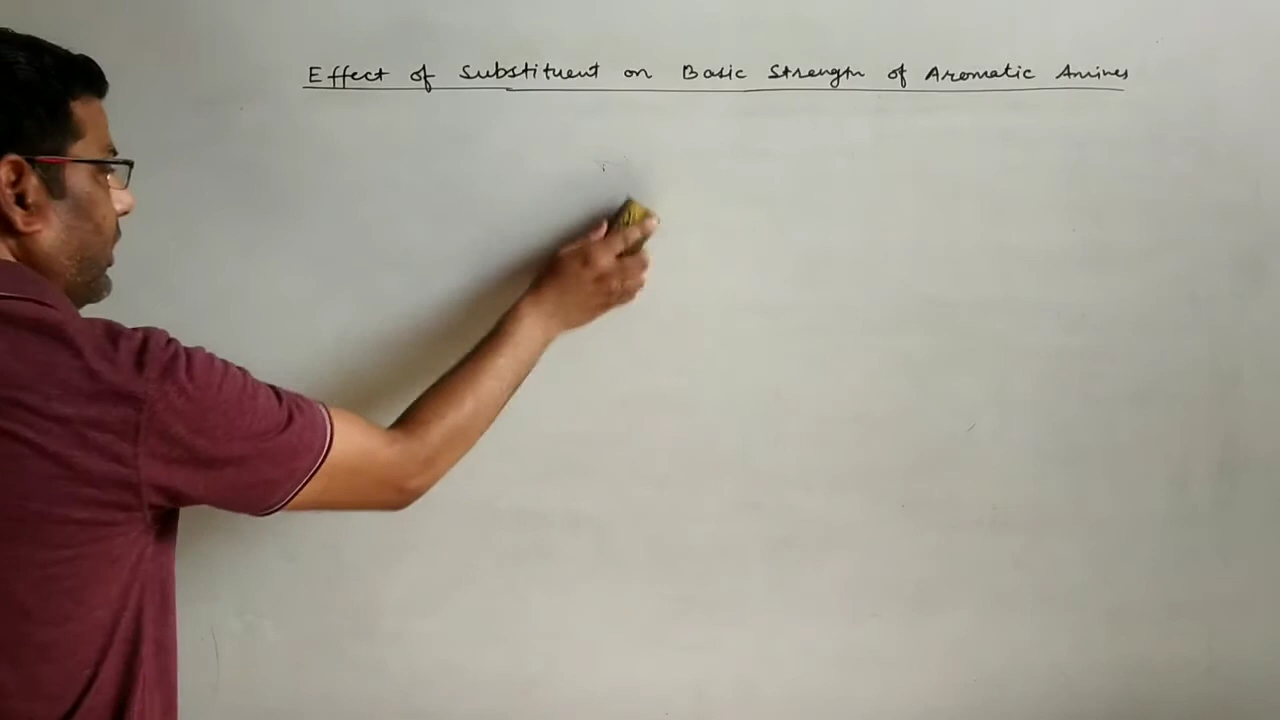 Effect of Substituent on Basic Strength of Aromatic Amines